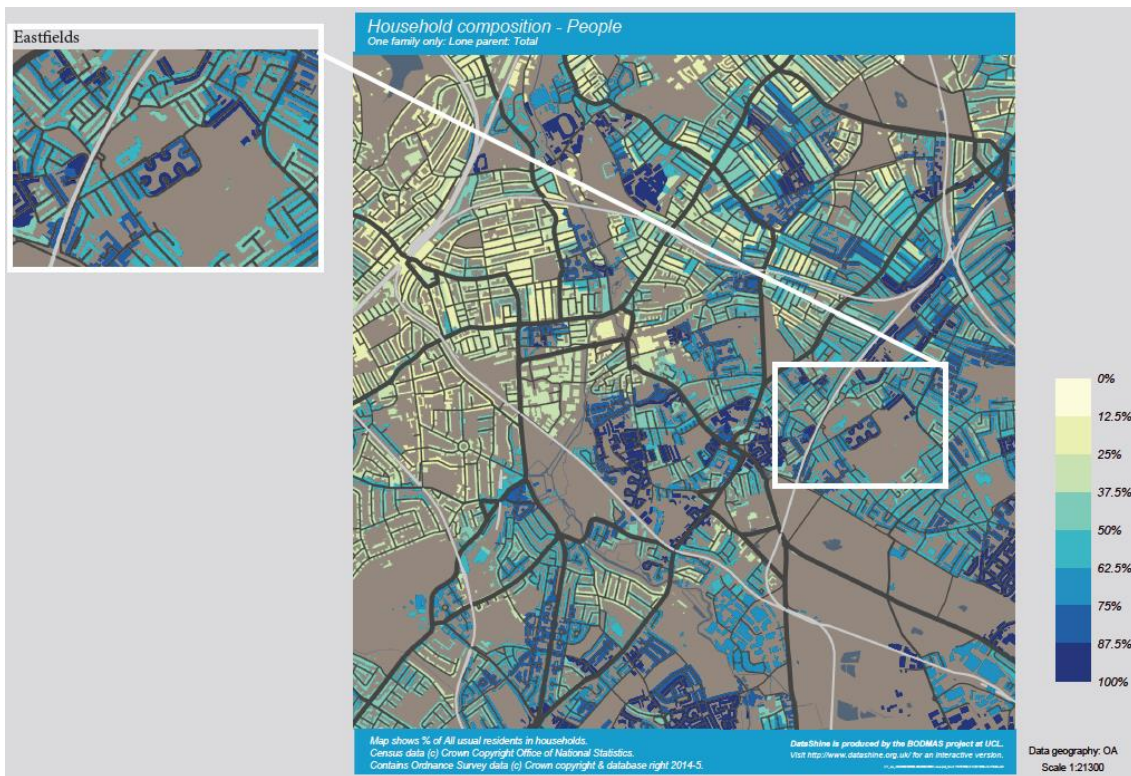 Eastfields
Household composition - People
One family only: Lone parent: Total
0%
12.5%
25%
37.5%
50%
62.5%
75%
87.5%
100%
Map shows % of All usual residents in households.
Census data (c) Crown Copyright Office of National Statistics.
Contains Ordnance Survey data (c) Crown copyright & database right 2014-5.
DataShine is produced by the BODMAS project at UCL.
Visit http://www.datashine.org.uk/ for an interactive version.
Data geography: OA
Scale 1:21300